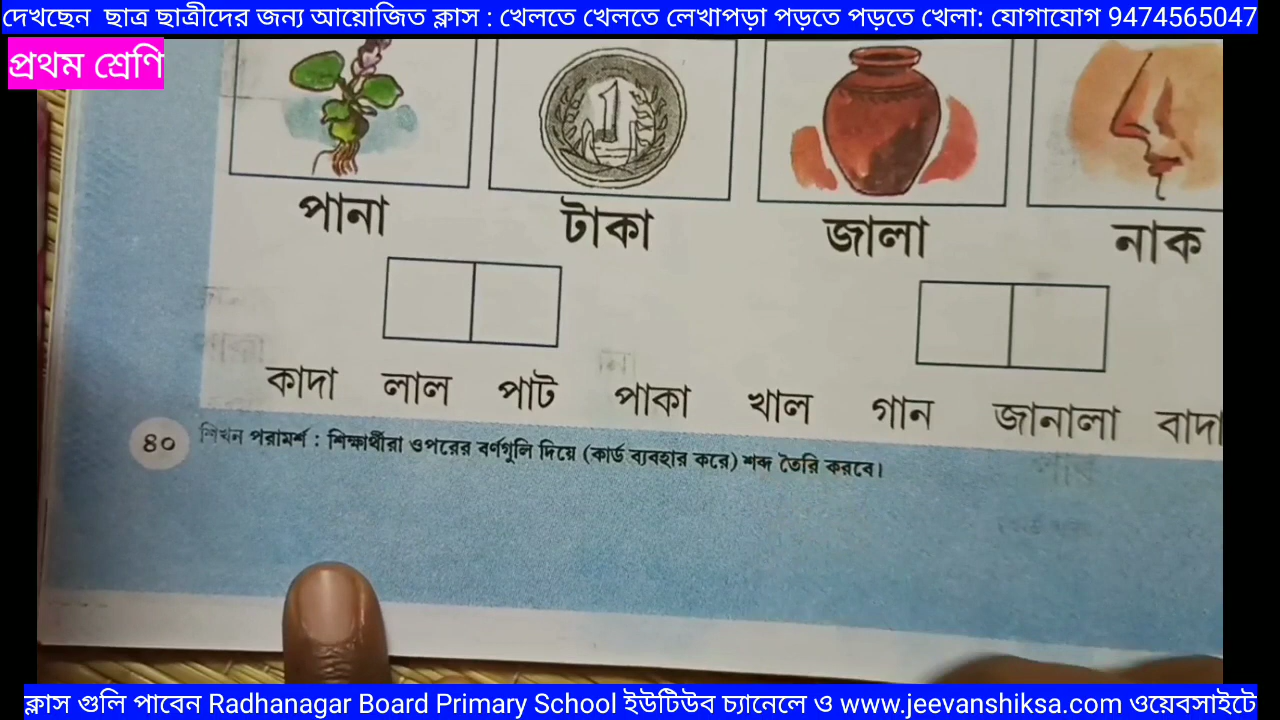 দেখছেন ছাত্র ছাত্রীদের জন্য আয়োজিত ক্লাস : খেলতে খেলতে লেখাপড়া পড়তে পড়তে খেলা: যোগাযোগ 9474565047
প্রথম শ্রেণি
পানা টাকা জালা নাক
কাদা লাল পাট পাকা খাল গান জানালা বাদা
৪০ শিখন পরামর্শ : শিক্ষার্থীরা ওপরের বর্ণগুলি দিয়ে (কার্ড ব্যবহার করে) শব্দ তৈরি করবে।
ক্লাস গুলি পাবেন Radhanagar Board Primary School ইউটিউব চ্যানেলে ও www.jeevanshiksa.com ওয়েবসাইটে